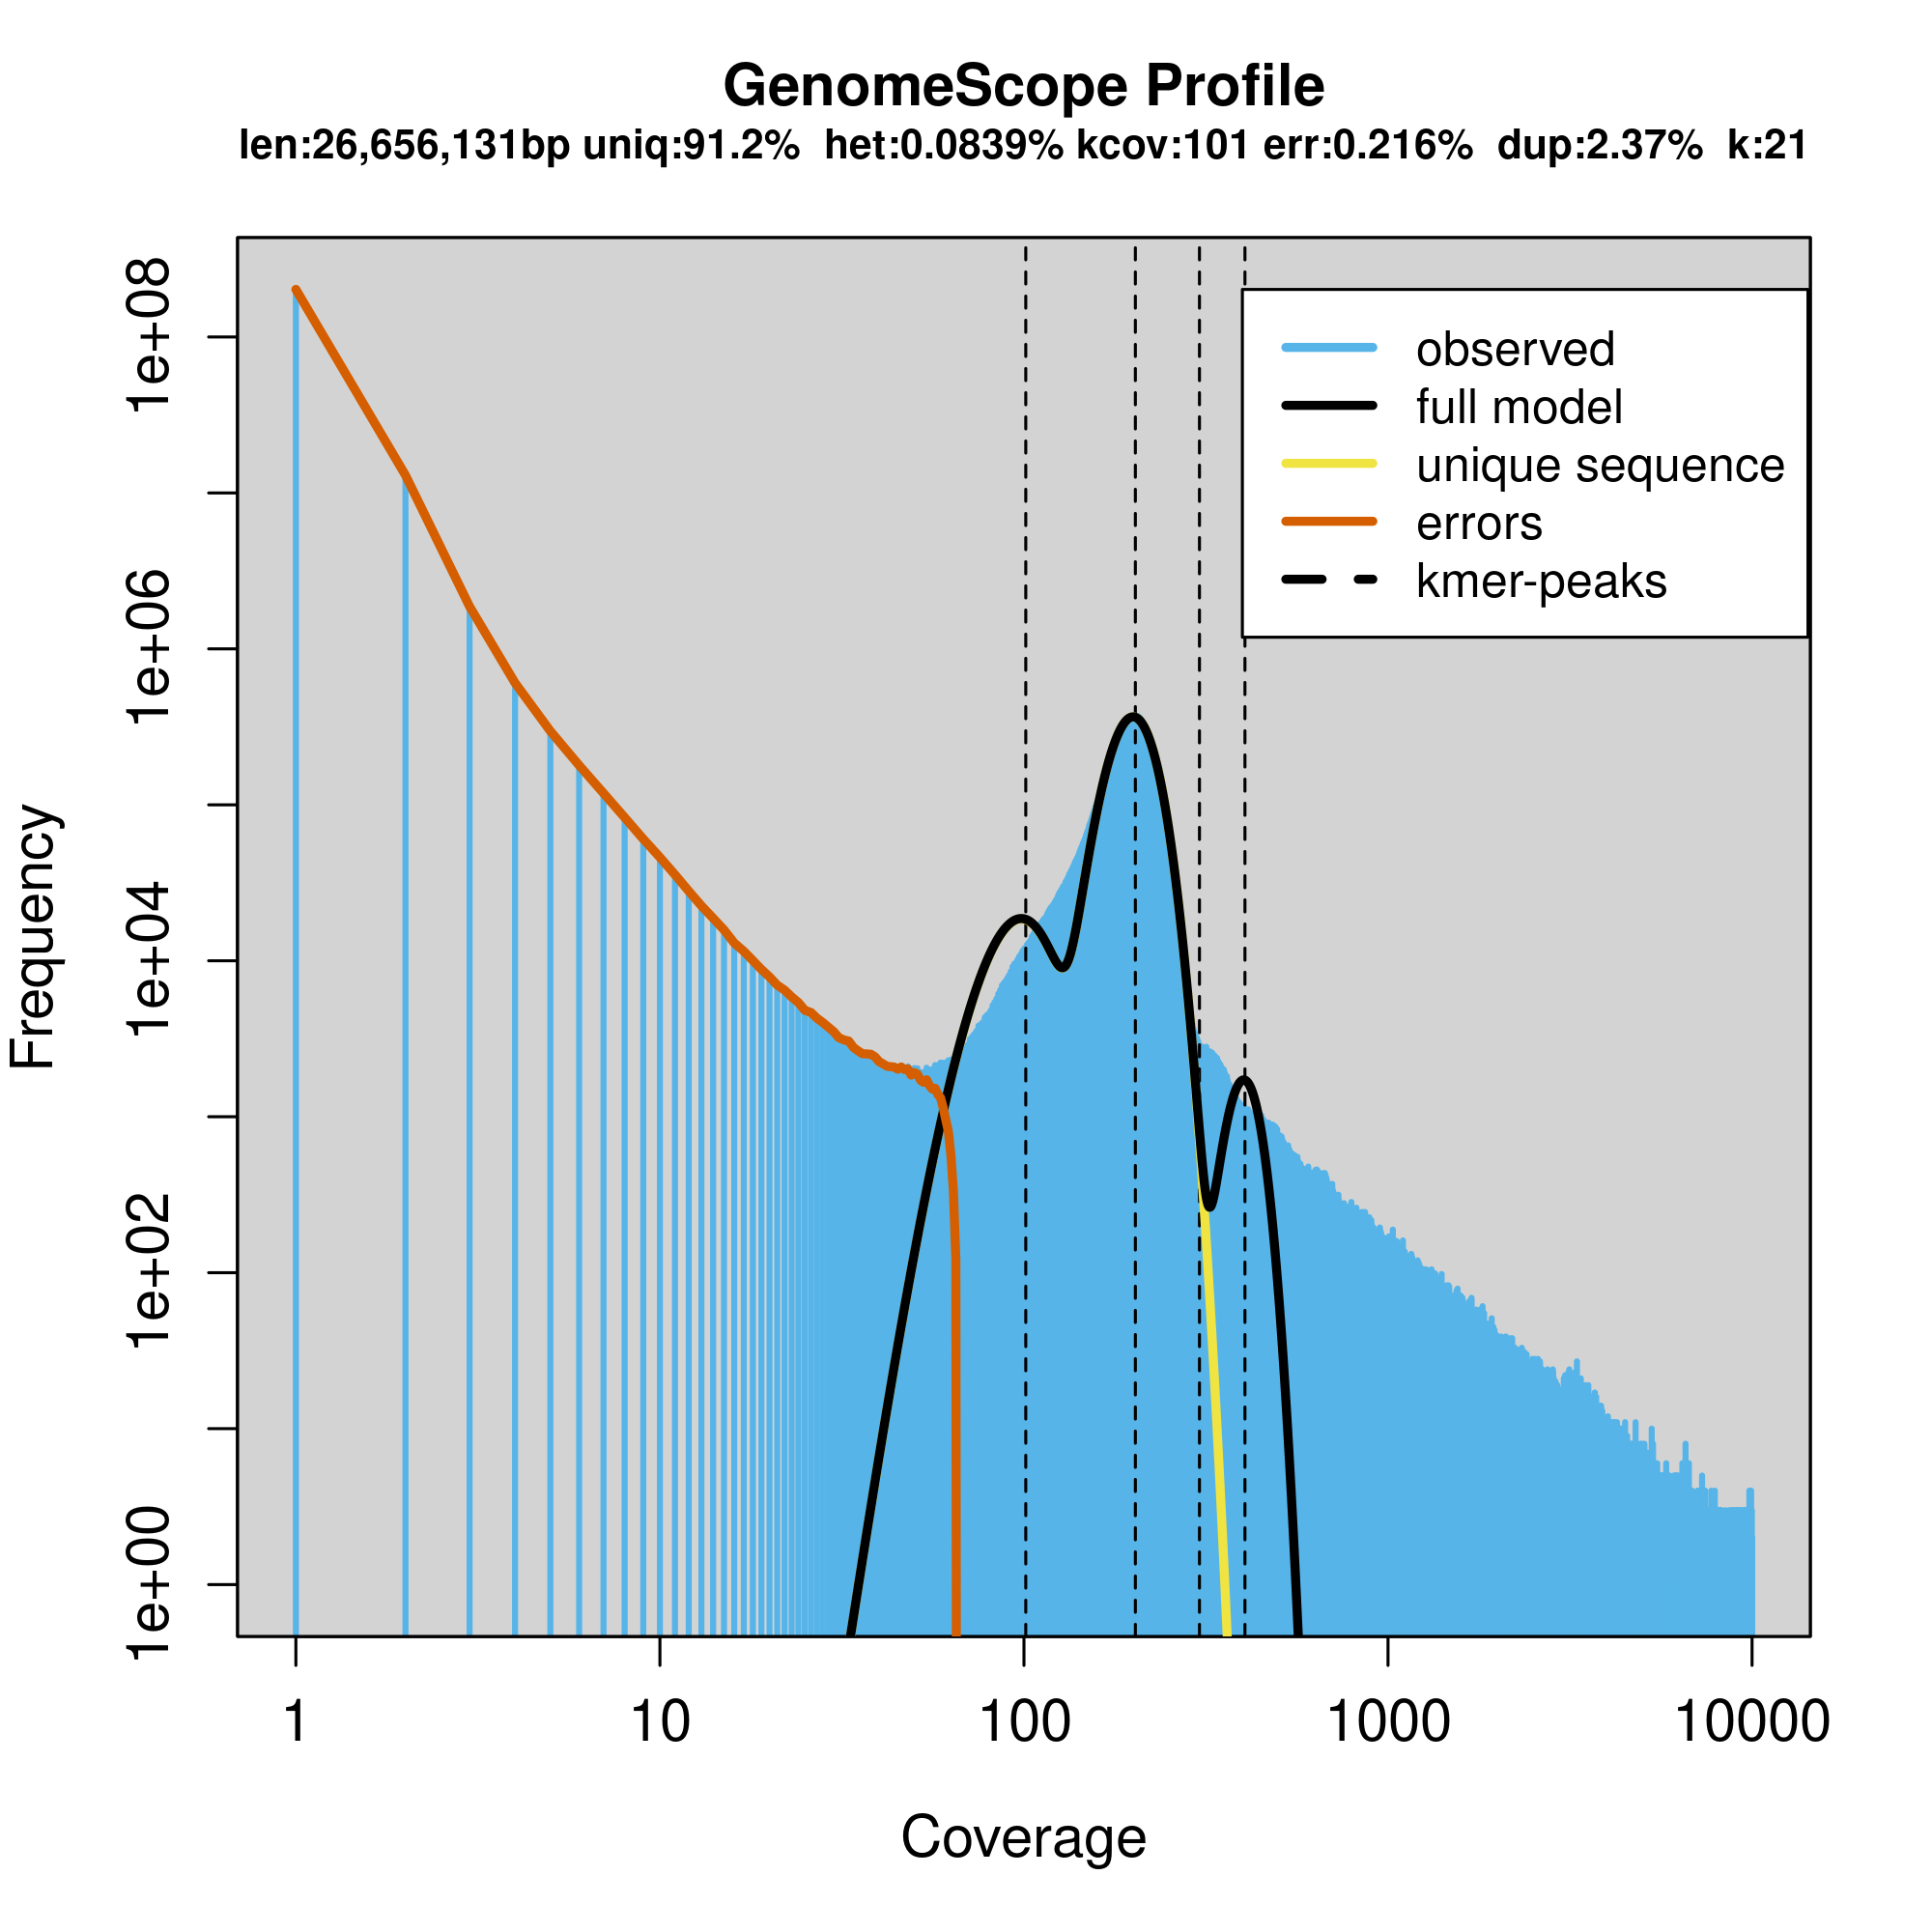 GenomeScope Profile
len:26,656,131bp uniq:91.2% het:0.0839% kcov:101 err:0.216% dup:2.37% k:21
1e+08
1e+06
1e+04
1e+02
1e+00
Frequency
observed
full model
unique sequence
errors
kmer-peaks
1 10 100 1000 10000
Coverage